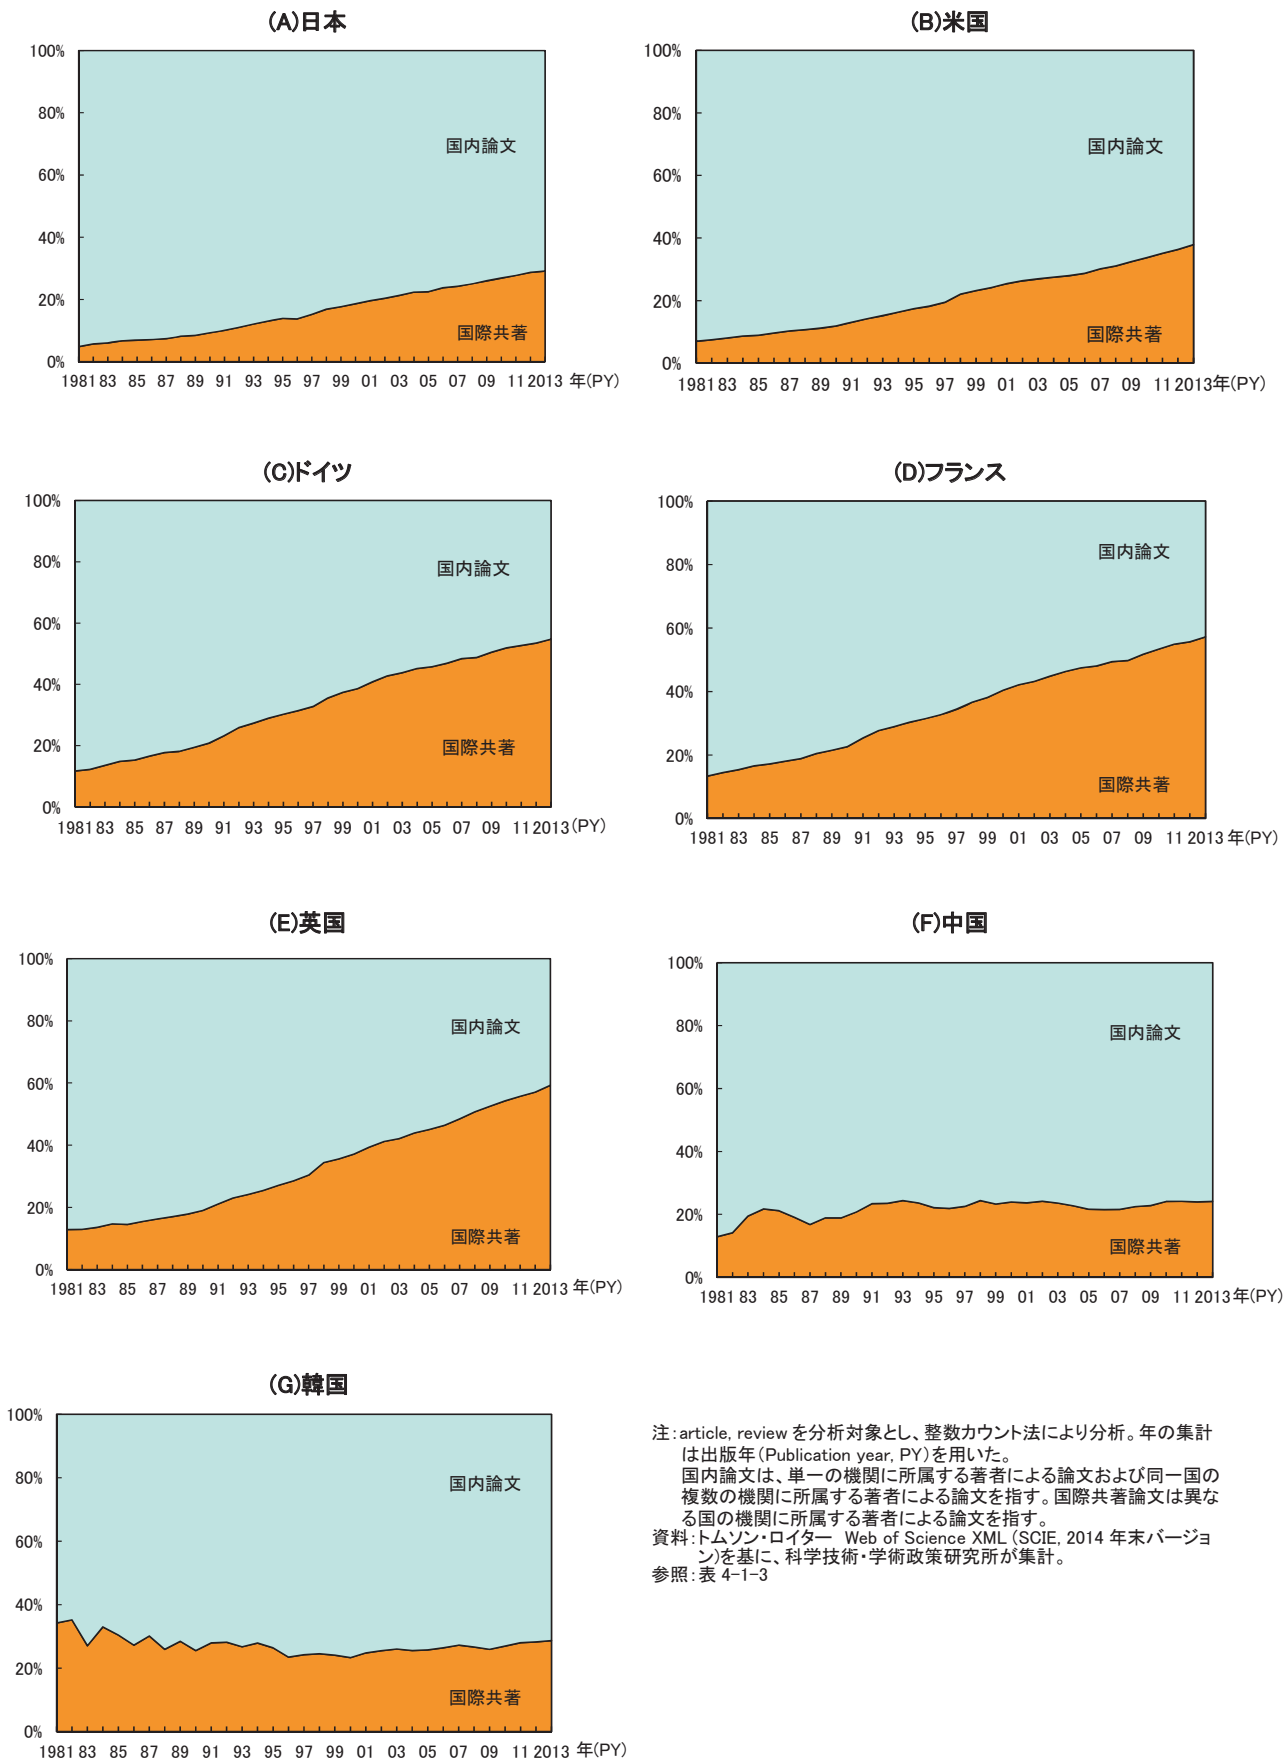 (A)日本
100%
80%
60%
40%
20%
0%
国内論文
国際共著
1981 83 85 87 89 91 93 95 97 99 01 03 05 07 09 11 2013 年(PY)
(B)米国
100%
80%
60%
40%
20%
0%
国内論文
国際共著
1981 83 85 87 89 91 93 95 97 99 01 03 05 07 09 11 2013年(PY)
(C)ドイツ
100%
80%
60%
40%
20%
0%
国内論文
国際共著
1981 83 85 87 89 91 93 95 97 99 01 03 05 07 09 11 2013 (PY)
(D)フランス
100%
80%
60%
40%
20%
0%
国内論文
国際共著
1981 83 85 87 89 91 93 95 97 99 01 03 05 07 09 11 2013 年(PY)
(E)英国
100%
80%
60%
40%
20%
0%
国内論文
国際共著
1981 83 85 87 89 91 93 95 97 99 01 03 05 07 09 11 2013 年(PY)
(F)中国
100%
80%
60%
40%
20%
0%
国内論文
国際共著
1981 83 85 87 89 91 93 95 97 99 01 03 05 07 09 11 2013 年(PY)
(G)韓国
100%
80%
60%
40%
20%
0%
国内論文
国際共著
1981 83 85 87 89 91 93 95 97 99 01 03 05 07 09 11 2013 年(PY)
注:article, review を分析対象とし、整数カウント法により分析。年の集計
は出版年(Publication year, PY)を用いた。
国内論文は、単一の機関に所属する著者による論文および同一国の
複数の機関に所属する著者による論文を指す。国際共著論文は異な
る国の機関に所属する著者による論文を指す。
資料:トムソン・ロイター Web of Science XML (SCIE, 2014 年末バージョ
ン)を基に、科学技術・学術政策研究所が集計。
参照:表 4-1-3